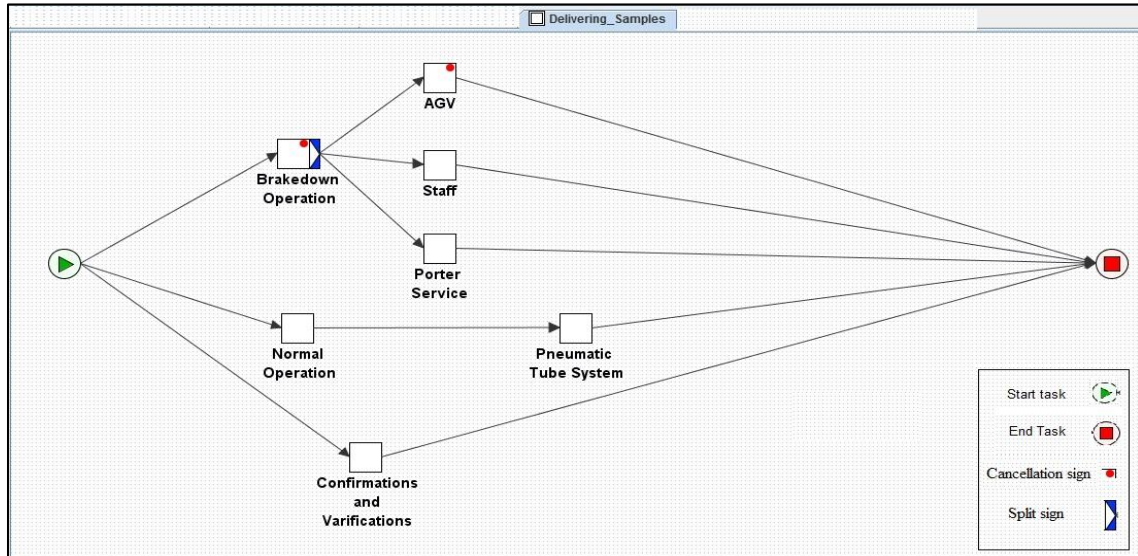 Delivering_Samples
AGV
Brakedown
Operation
Staff
Porter
Service
Normal
Operation
Pneumatic
Tube System
Confirmations
and
Varifications
Start task
End Task
Cancellation sign
Split sign